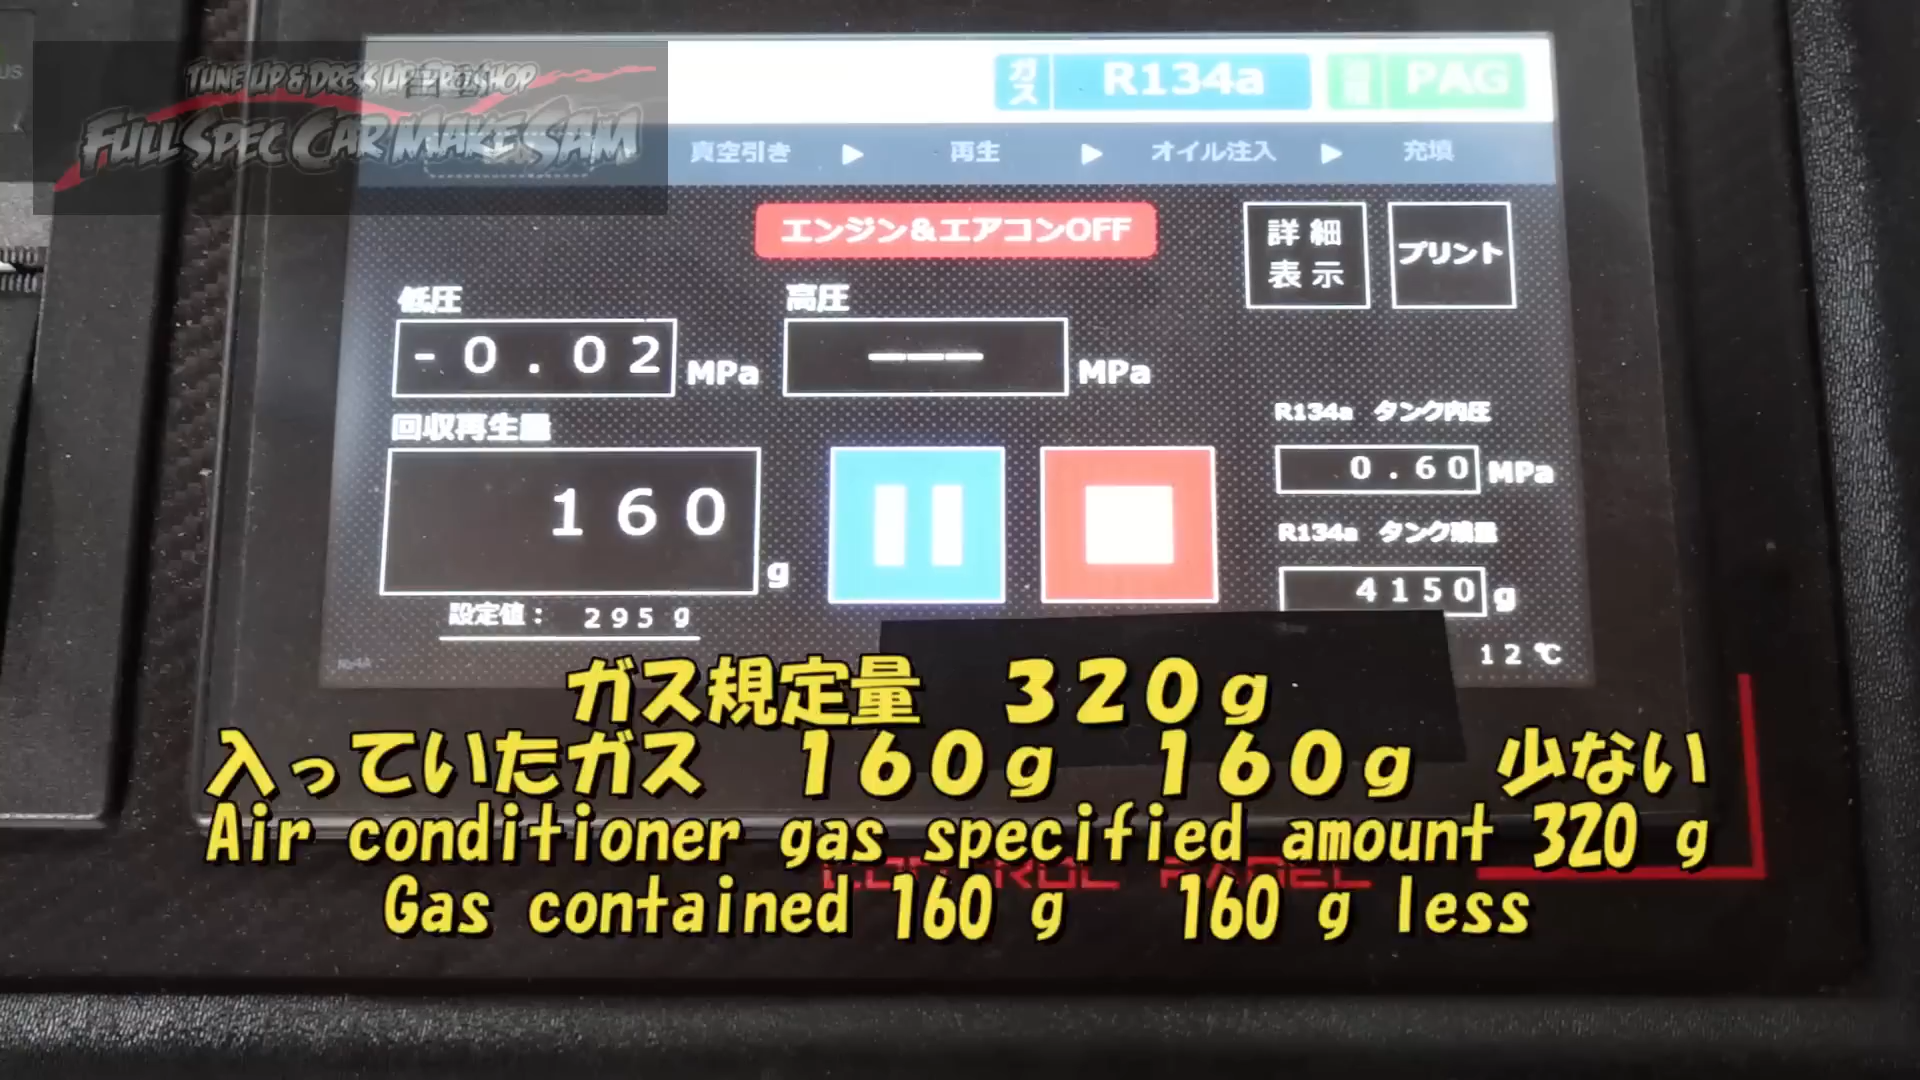 TUNE UP & DRESS UP PRO SHOP
FULL SPEC CAR MAKE SAM
ガス R134a PAG
真空引き ▶ 再生 ▶ オイル注入 ▶ 充填
エンジン&エアコンOFF
詳細表示
プリント
低圧
-0.02 MPa
高圧
--- MPa
回収再生量
160 g
設定値: 295g
R134a タンク内圧
0.60 MPa
R134a タンク残量
4150 g
12℃
ガス規定量 320g
入っていたガス 160g 160g 少ない
Air conditioner gas specified amount 320 g
Gas contained 160 g 160 g less
CONTROL PANEL